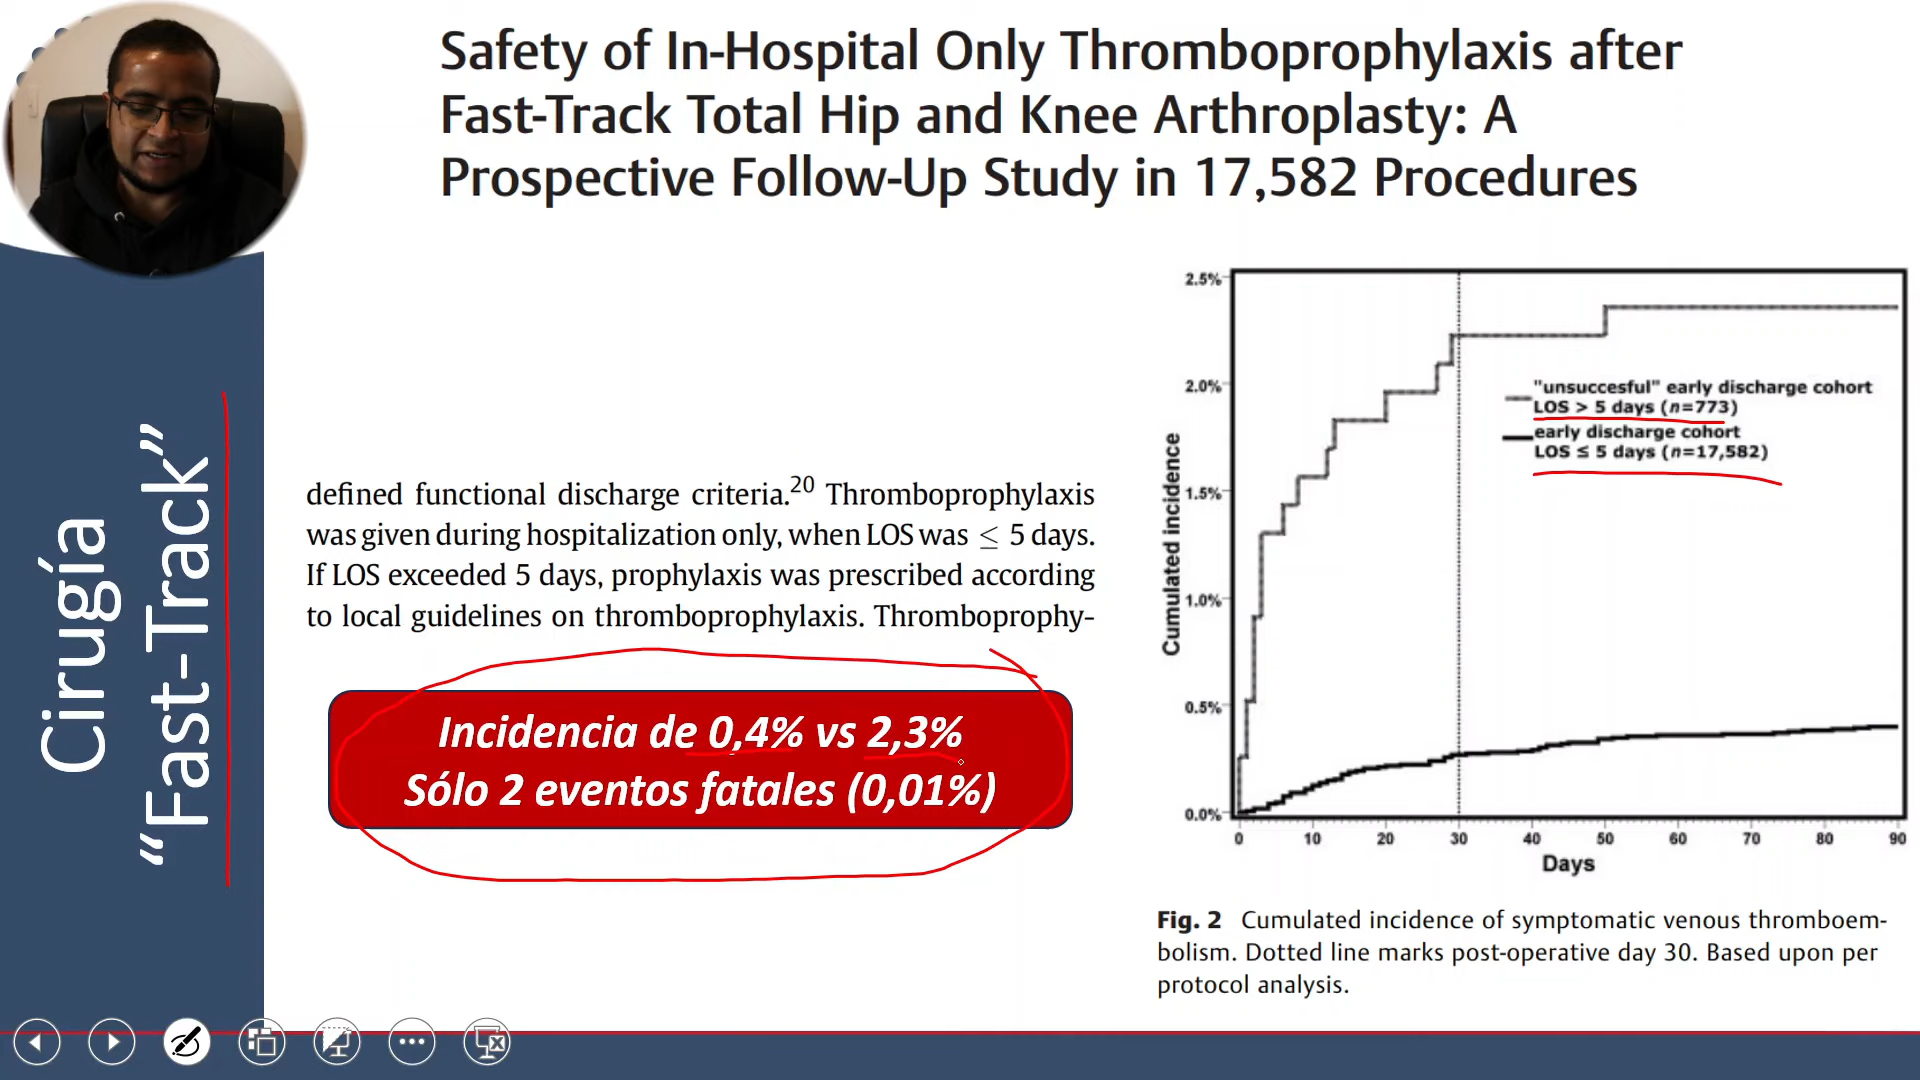 Safety of In-Hospital Only Thromboprophylaxis after
Fast-Track Total Hip and Knee Arthroplasty: A
Prospective Follow-Up Study in 17,582 Procedures
Cirugía
“Fast-Track”
defined functional discharge criteria.20 Thromboprophylaxis
was given during hospitalization only, when LOS was ≤ 5 days.
If LOS exceeded 5 days, prophylaxis was prescribed according
to local guidelines on thromboprophylaxis. Thromboprophy-
Incidencia de 0,4% vs 2,3%
Sólo 2 eventos fatales (0,01%)
Cumulated incidence
2.5%
2.0%
1.5%
1.0%
0.5%
0.0%
"unsuccesful" early discharge cohort
LOS > 5 days (n=773)
early discharge cohort
LOS ≤ 5 days (n=17,582)
0 10 20 30 40 50 60 70 80 90
Days
Fig. 2 Cumulated incidence of symptomatic venous thromboem-
bolism. Dotted line marks post-operative day 30. Based upon per
protocol analysis.